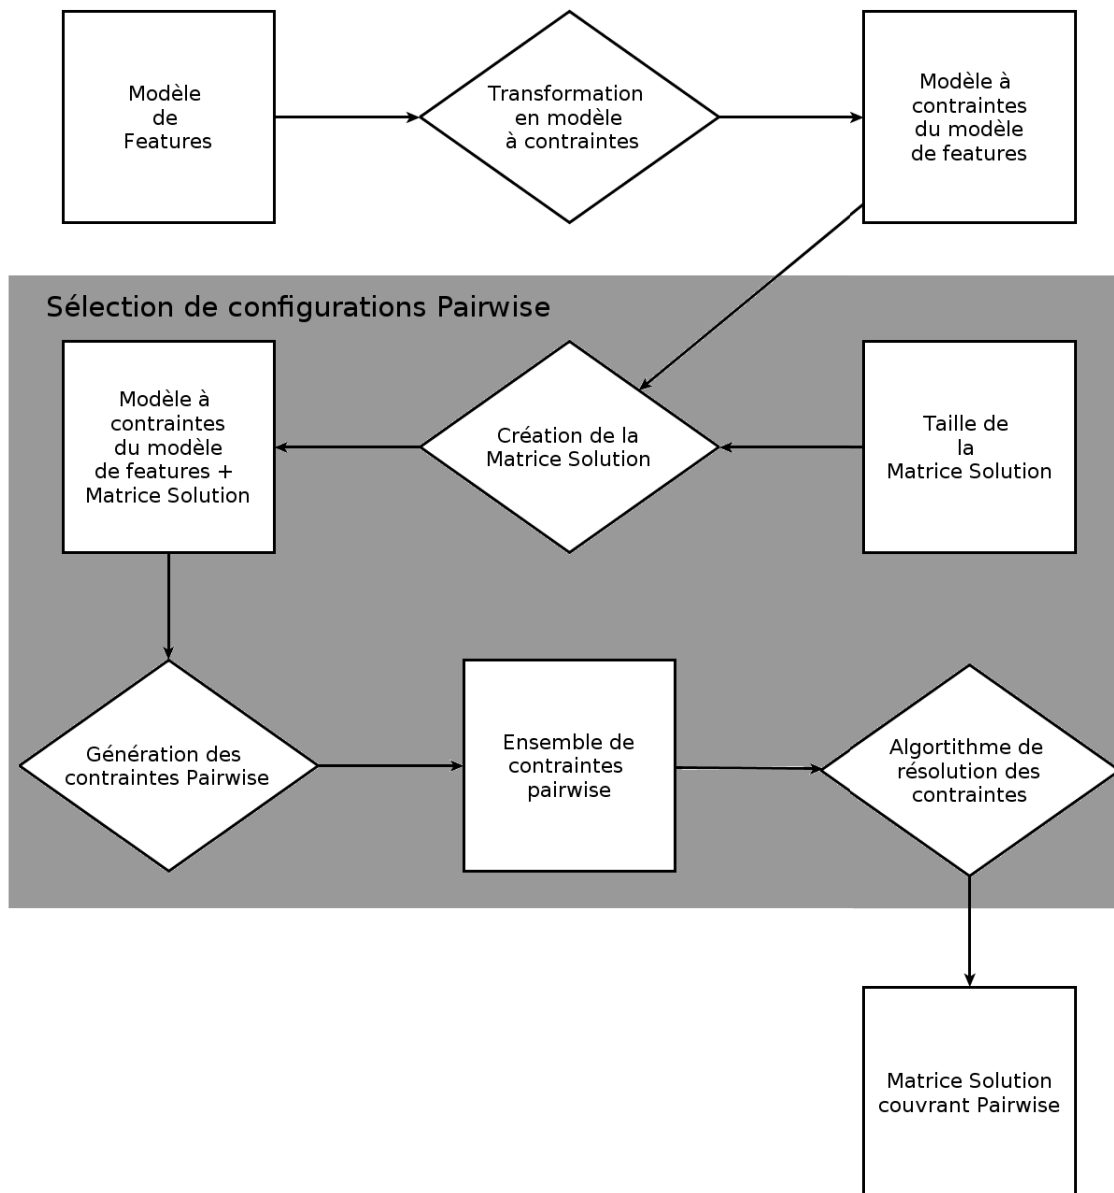 Modèle
de
Features
Transformation
en modèle
à contraintes
Modèle à
contraintes
du modèle
de features
Sélection de configurations Pairwise
Modèle à
contraintes
du modèle
de features +
Matrice Solution
Création de la
Matrice Solution
Taille de
la
Matrice Solution
Génération des
contraintes Pairwise
Ensemble de
contraintes
pairwise
Algortithme de
résolution des
contraintes
Matrice Solution
couvrant Pairwise